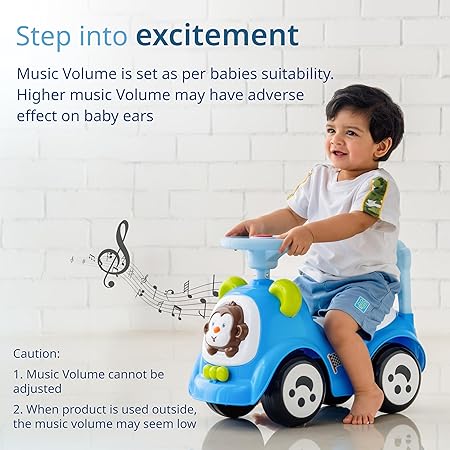 Step into excitement
Music Volume is set as per babies suitability.
Higher music Volume may have adverse
effect on baby ears
Caution:
1. Music Volume cannot be
adjusted
2. When product is used outside,
the music volume may seem low